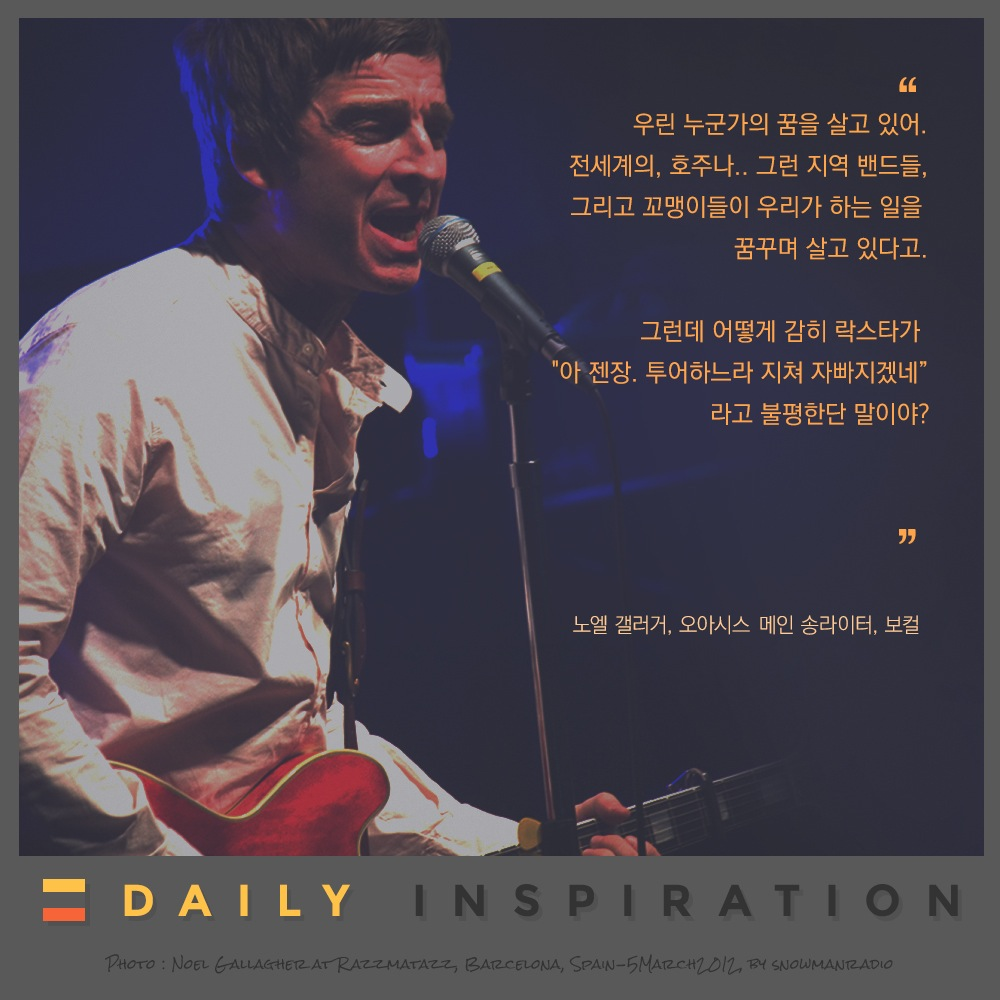 “
우린 누군가의 꿈을 살고 있어.
전세계의, 호주나.. 그런 지역 밴드들,
그리고 꼬맹이들이 우리가 하는 일을
꿈꾸며 살고 있다고.
그런데 어떻게 감히 락스타가
"아 젠장. 투어하느라 지쳐 자빠지겠네”
라고 불평한단 말이야?
”
노엘 갤러거, 오아시스 메인 송라이터, 보컬
DAILY INSPIRATION
Photo : Noel Gallagher at Razzmatazz, Barcelona, Spain-5March2012, by snowmanradio